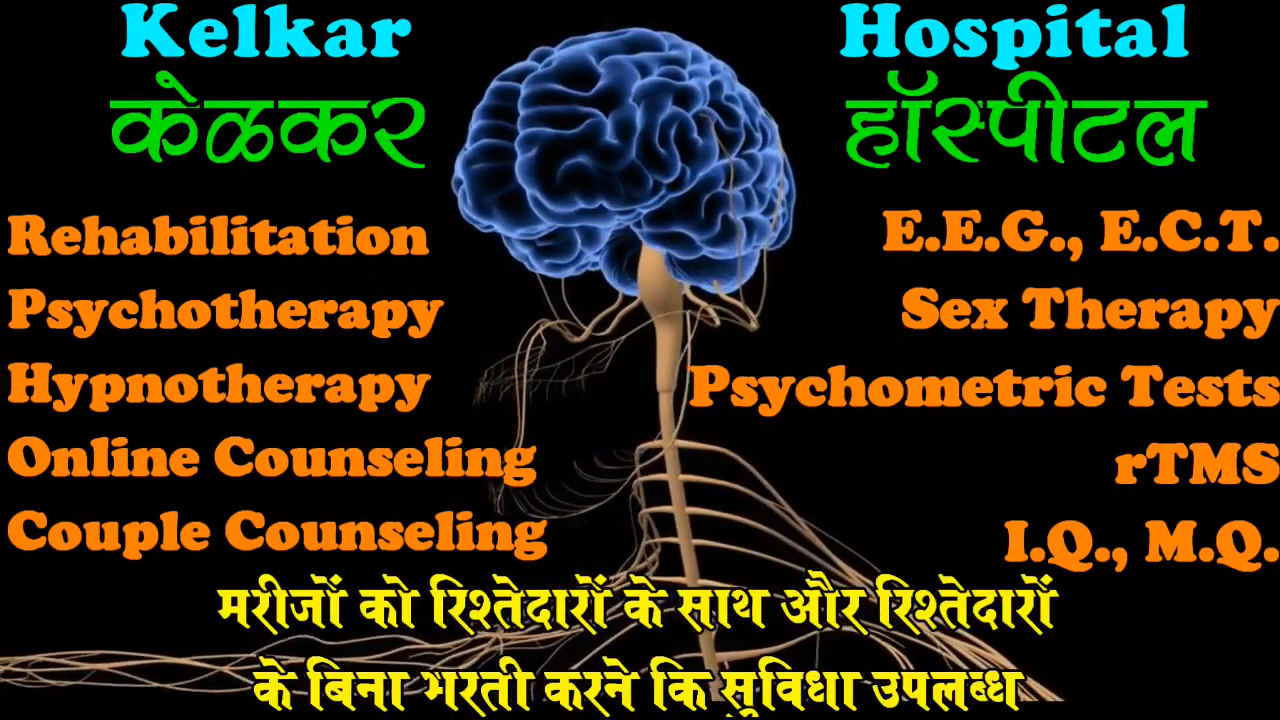 Kelkar Hospital
केळकर हॉस्पीटल
Rehabilitation
Psychotherapy
Hypnotherapy
Online Counseling
Couple Counseling
E.E.G., E.C.T.
Sex Therapy
Psychometric Tests
rTMS
I.Q., M.Q.
मरीजों को रिश्तेदारों के साथ और रिश्तेदारों
के बिना भरती करने कि सुविधा उपलब्ध